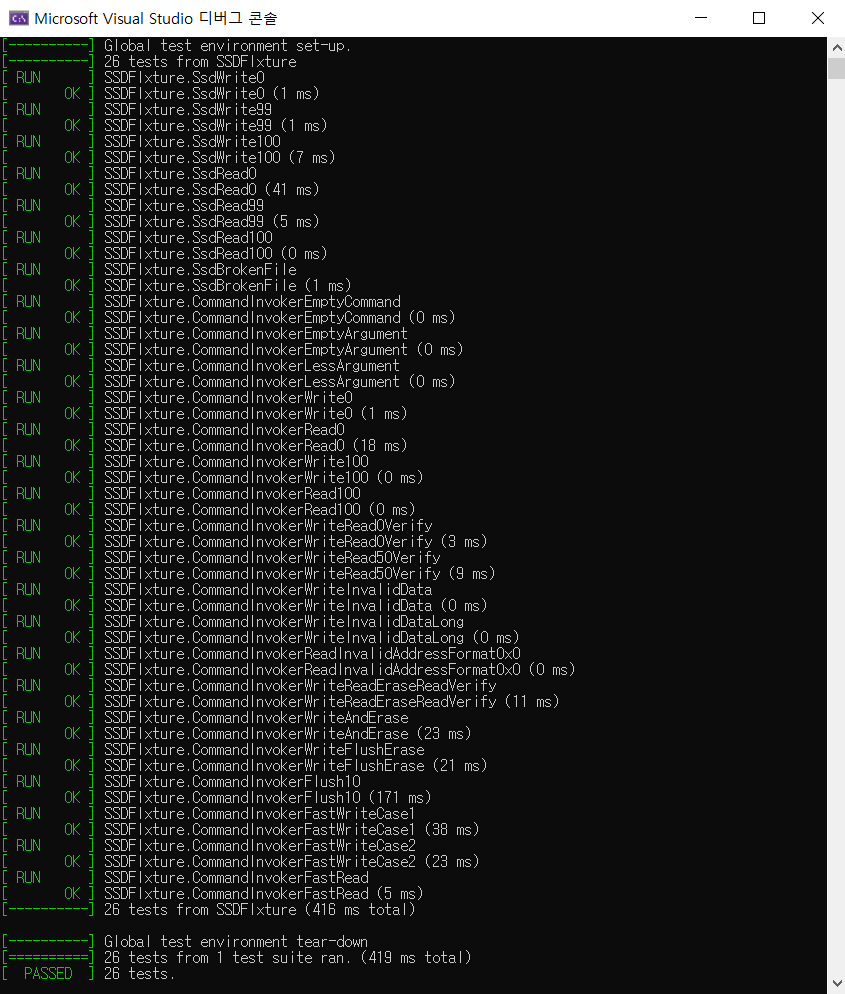 Microsoft Visual Studio 디버그 콘솔
[----------] Global test environment set-up.
[----------] 26 tests from SSDFIxture
[ RUN      ] SSDFIxture.SsdWrite0
[       OK ] SSDFIxture.SsdWrite0 (1 ms)
[ RUN      ] SSDFIxture.SsdWrite99
[       OK ] SSDFIxture.SsdWrite99 (1 ms)
[ RUN      ] SSDFIxture.SsdWrite100
[       OK ] SSDFIxture.SsdWrite100 (7 ms)
[ RUN      ] SSDFIxture.SsdRead0
[       OK ] SSDFIxture.SsdRead0 (41 ms)
[ RUN      ] SSDFIxture.SsdRead99
[       OK ] SSDFIxture.SsdRead99 (5 ms)
[ RUN      ] SSDFIxture.SsdRead100
[       OK ] SSDFIxture.SsdRead100 (0 ms)
[ RUN      ] SSDFIxture.SsdBrokenFile
[       OK ] SSDFIxture.SsdBrokenFile (1 ms)
[ RUN      ] SSDFIxture.CommandInvokerEmptyCommand
[       OK ] SSDFIxture.CommandInvokerEmptyCommand (0 ms)
[ RUN      ] SSDFIxture.CommandInvokerEmptyArgument
[       OK ] SSDFIxture.CommandInvokerEmptyArgument (0 ms)
[ RUN      ] SSDFIxture.CommandInvokerLessArgument
[       OK ] SSDFIxture.CommandInvokerLessArgument (0 ms)
[ RUN      ] SSDFIxture.CommandInvokerWrite0
[       OK ] SSDFIxture.CommandInvokerWrite0 (1 ms)
[ RUN      ] SSDFIxture.CommandInvokerRead0
[       OK ] SSDFIxture.CommandInvokerRead0 (18 ms)
[ RUN      ] SSDFIxture.CommandInvokerWrite100
[       OK ] SSDFIxture.CommandInvokerWrite100 (0 ms)
[ RUN      ] SSDFIxture.CommandInvokerRead100
[       OK ] SSDFIxture.CommandInvokerRead100 (0 ms)
[ RUN      ] SSDFIxture.CommandInvokerWriteRead0Verify
[       OK ] SSDFIxture.CommandInvokerWriteRead0Verify (3 ms)
[ RUN      ] SSDFIxture.CommandInvokerWriteRead50Verify
[       OK ] SSDFIxture.CommandInvokerWriteRead50Verify (9 ms)
[ RUN      ] SSDFIxture.CommandInvokerWriteInvalidData
[       OK ] SSDFIxture.CommandInvokerWriteInvalidData (0 ms)
[ RUN      ] SSDFIxture.CommandInvokerWriteInvalidDataLong
[       OK ] SSDFIxture.CommandInvokerWriteInvalidDataLong (0 ms)
[ RUN      ] SSDFIxture.CommandInvokerReadInvalidAddressFormat0x0
[       OK ] SSDFIxture.CommandInvokerReadInvalidAddressFormat0x0 (0 ms)
[ RUN      ] SSDFIxture.CommandInvokerWriteReadEraseReadVerify
[       OK ] SSDFIxture.CommandInvokerWriteReadEraseReadVerify (11 ms)
[ RUN      ] SSDFIxture.CommandInvokerWriteAndErase
[       OK ] SSDFIxture.CommandInvokerWriteAndErase (23 ms)
[ RUN      ] SSDFIxture.CommandInvokerWriteFlushErase
[       OK ] SSDFIxture.CommandInvokerWriteFlushErase (21 ms)
[ RUN      ] SSDFIxture.CommandInvokerFlush10
[       OK ] SSDFIxture.CommandInvokerFlush10 (171 ms)
[ RUN      ] SSDFIxture.CommandInvokerFastWriteCase1
[       OK ] SSDFIxture.CommandInvokerFastWriteCase1 (38 ms)
[ RUN      ] SSDFIxture.CommandInvokerFastWriteCase2
[       OK ] SSDFIxture.CommandInvokerFastWriteCase2 (23 ms)
[ RUN      ] SSDFIxture.CommandInvokerFastRead
[       OK ] SSDFIxture.CommandInvokerFastRead (5 ms)
[----------] 26 tests from SSDFIxture (416 ms total)
[----------] Global test environment tear-down
[==========] 26 tests from 1 test suite ran. (419 ms total)
[  PASSED  ] 26 tests.